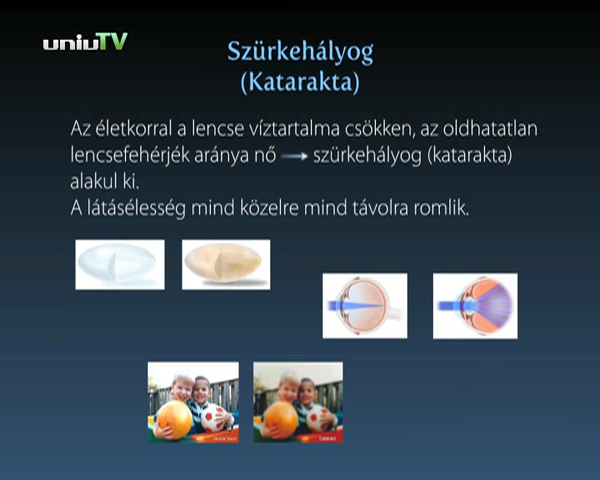 uniuTV
Szürkehályog
(Katarakta)
Az életkorral a lencse víztartalma csökken, az oldhatatlan
lencsefehérjék aránya nő → szürkehályog (katarakta)
alakul ki.
A látásélesség mind közelre mind távolra romlik.
Cataract